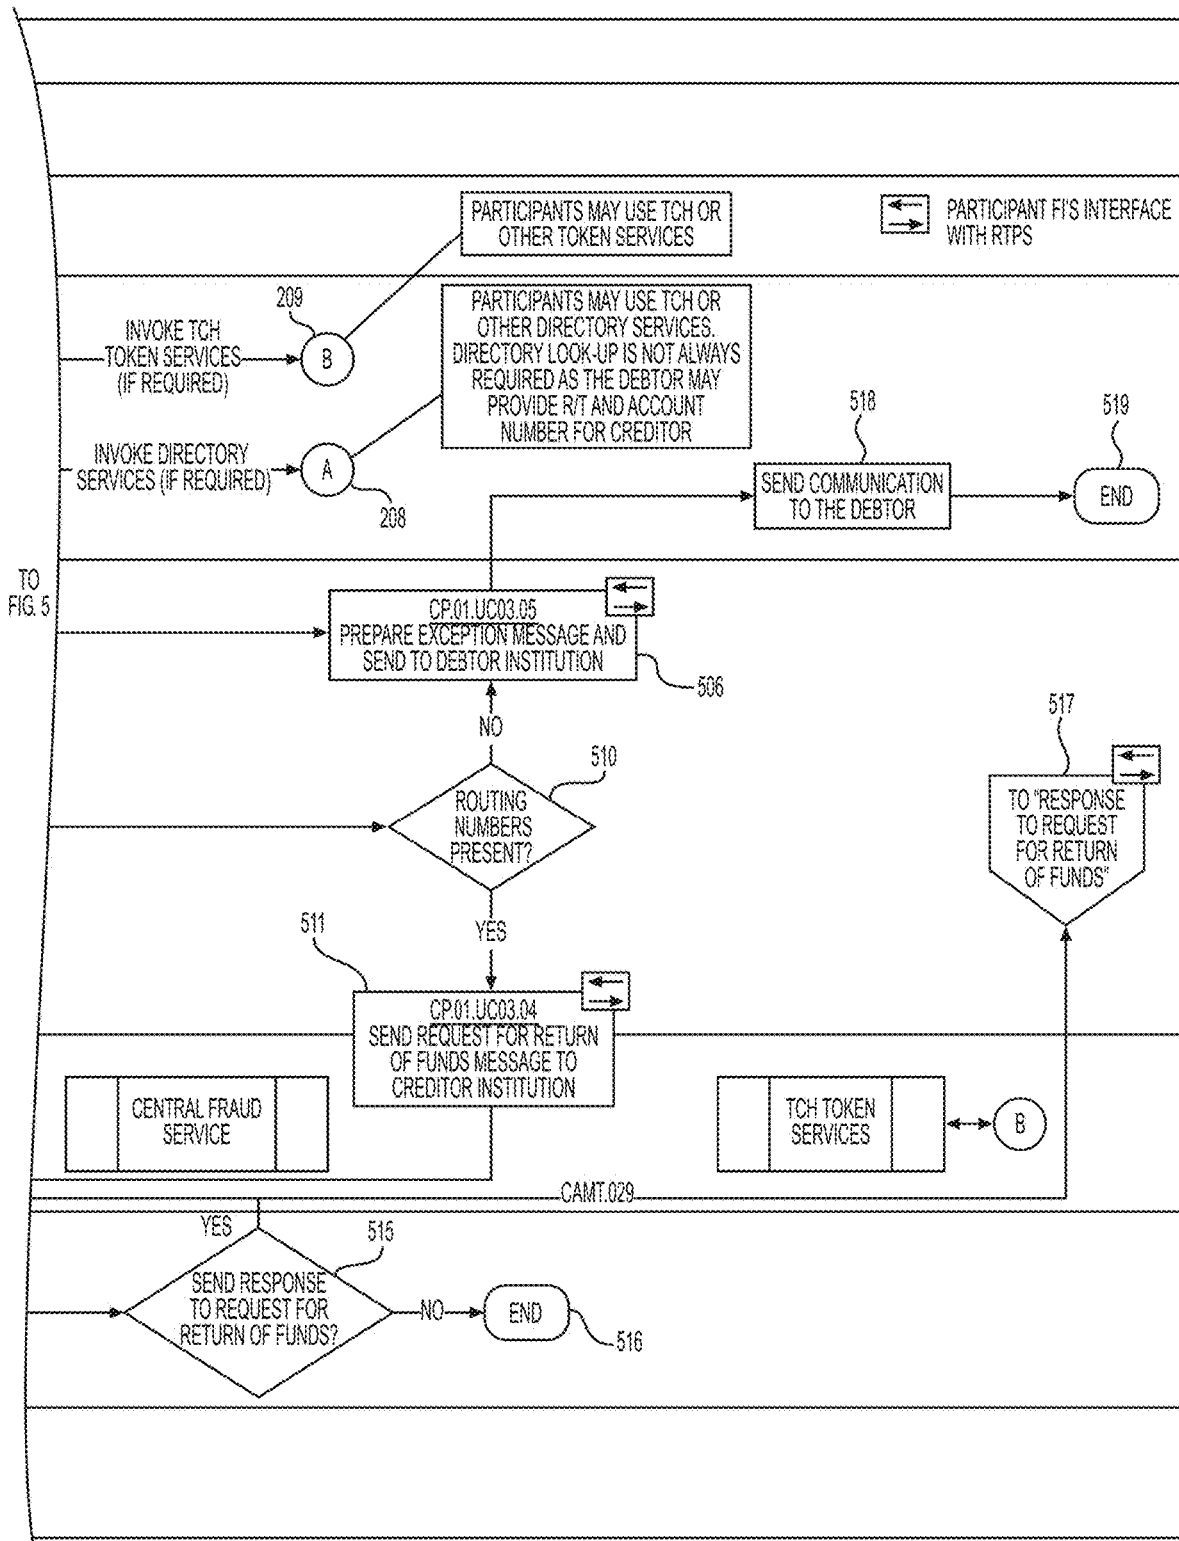 PARTICIPANTS MAY USE TCH OR
OTHER TOKEN SERVICES
PARTICIPANT FI'S INTERFACE
WITH RTPS
209
INVOKE TCH
TOKEN SERVICES
(IF REQUIRED)
B
PARTICIPANTS MAY USE TCH OR
OTHER DIRECTORY SERVICES.
DIRECTORY LOOK-UP IS NOT ALWAYS
REQUIRED AS THE DEBTOR MAY
PROVIDE R/T AND ACCOUNT
NUMBER FOR CREDITOR
INVOKE DIRECTORY
SERVICES (IF REQUIRED)
A
208
518
SEND COMMUNICATION
TO THE DEBTOR
519
END
TO
FIG. 5
CP.01.UC03.05
PREPARE EXCEPTION MESSAGE AND
SEND TO DEBTOR INSTITUTION
506
NO
510
ROUTING
NUMBERS
PRESENT?
517
TO "RESPONSE
TO REQUEST
FOR RETURN
OF FUNDS"
YES
511
CP.01.UC03.04
SEND REQUEST FOR RETURN
OF FUNDS MESSAGE TO
CREDITOR INSTITUTION
CENTRAL FRAUD
SERVICE
TCH TOKEN
SERVICES
B
CAMT.029
YES
515
SEND RESPONSE
TO REQUEST FOR
RETURN OF FUNDS?
NO
END
516